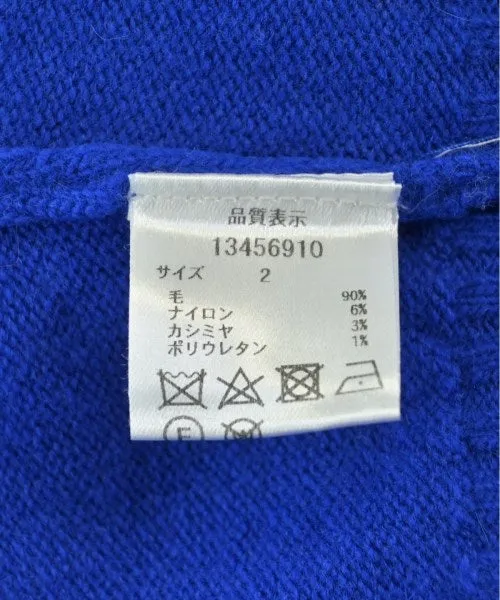 品質表示
13456910
サイズ 2
毛 90%
ナイロン 6%
カシミヤ 3%
ポリウレタン 1%